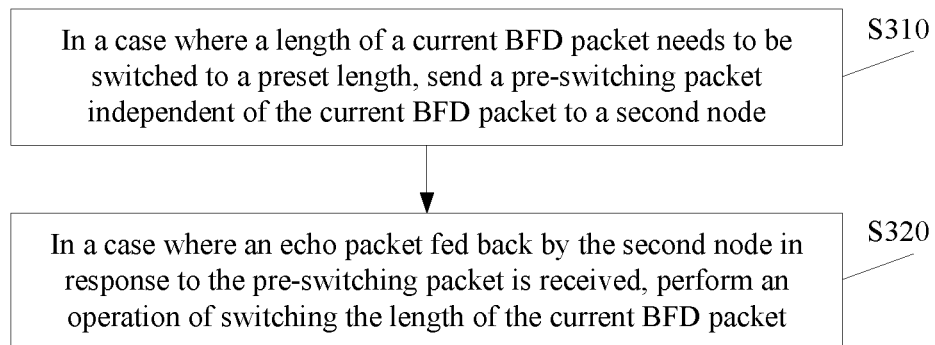 In a case where a length of a current BFD packet needs to be
switched to a preset length, send a pre-switching packet
independent of the current BFD packet to a second node
S310
In a case where an echo packet fed back by the second node in
response to the pre-switching packet is received, perform an
operation of switching the length of the current BFD packet
S320